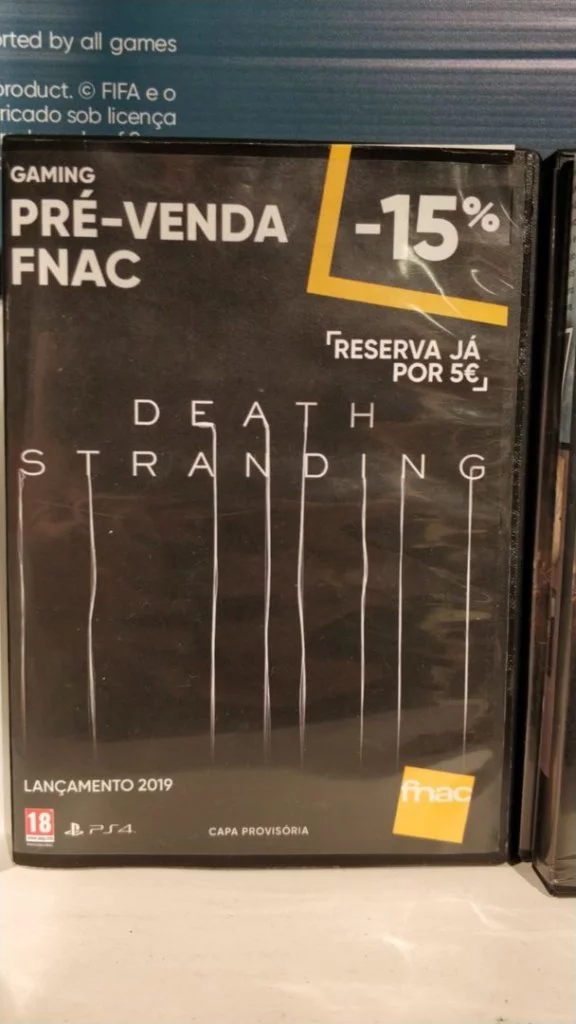 rted by all games
product. © FIFA e o
ricado sob licença
GAMING
PRÉ-VENDA
FNAC
-15%
RESERVA JÁ
POR 5€
DEATH
STRANDING
LANÇAMENTO 2019
fnac
18
PS4
CAPA PROVISÓRIA